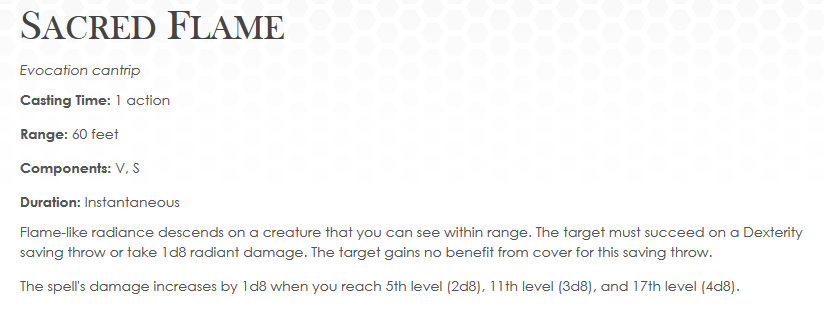 SACRED FLAME
Evocation cantrip
Casting Time: 1 action
Range: 60 feet
Components: V, S
Duration: Instantaneous
Flame-like radiance descends on a creature that you can see within range. The target must succeed on a Dexterity
saving throw or take 1d8 radiant damage. The target gains no benefit from cover for this saving throw.
The spell's damage increases by 1d8 when you reach 5th level (2d8), 11th level (3d8), and 17th level (4d8).